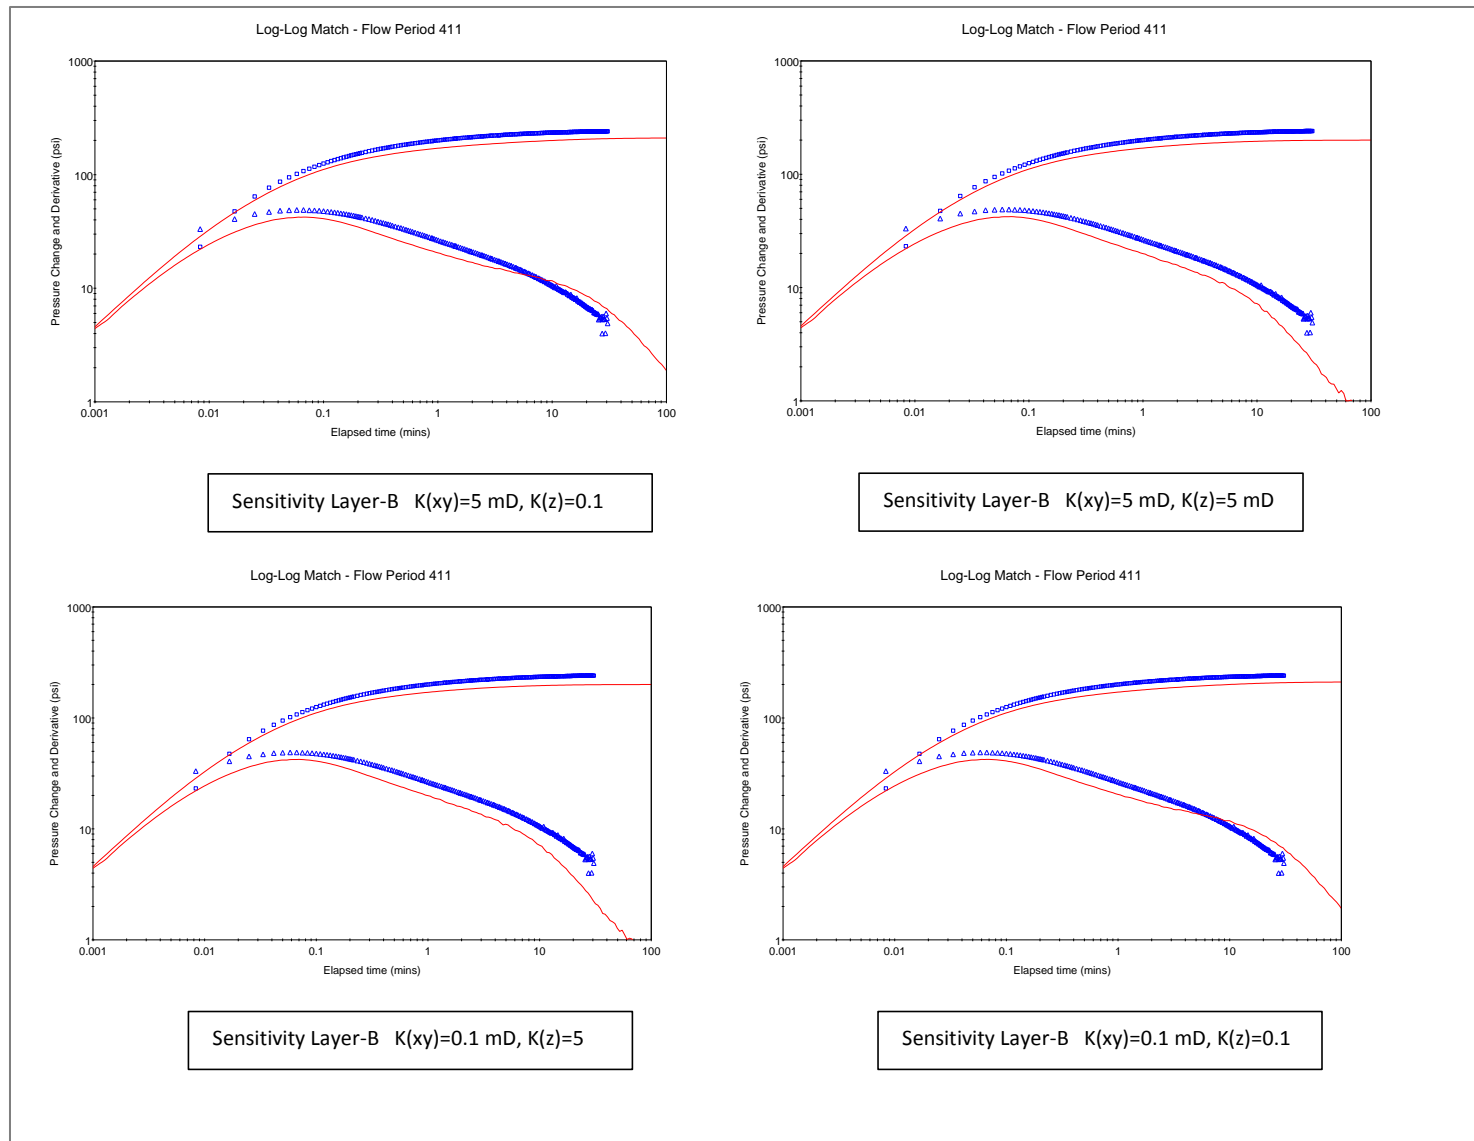 Log-Log Match - Flow Period 411
1000
100
10
1
Pressure Change and Derivative (psi)
0.001 0.01 0.1 1 10 100
Elapsed time (mins)
Sensitivity Layer-B K(xy)=5 mD, K(z)=0.1
Log-Log Match - Flow Period 411
1000
100
10
1
Pressure Change and Derivative (psi)
0.001 0.01 0.1 1 10 100
Elapsed time (mins)
Sensitivity Layer-B K(xy)=5 mD, K(z)=5 mD
Log-Log Match - Flow Period 411
1000
100
10
1
Pressure Change and Derivative (psi)
0.001 0.01 0.1 1 10 100
Elapsed time (mins)
Sensitivity Layer-B K(xy)=0.1 mD, K(z)=5
Log-Log Match - Flow Period 411
1000
100
10
1
Pressure Change and Derivative (psi)
0.001 0.01 0.1 1 10 100
Elapsed time (mins)
Sensitivity Layer-B K(xy)=0.1 mD, K(z)=0.1